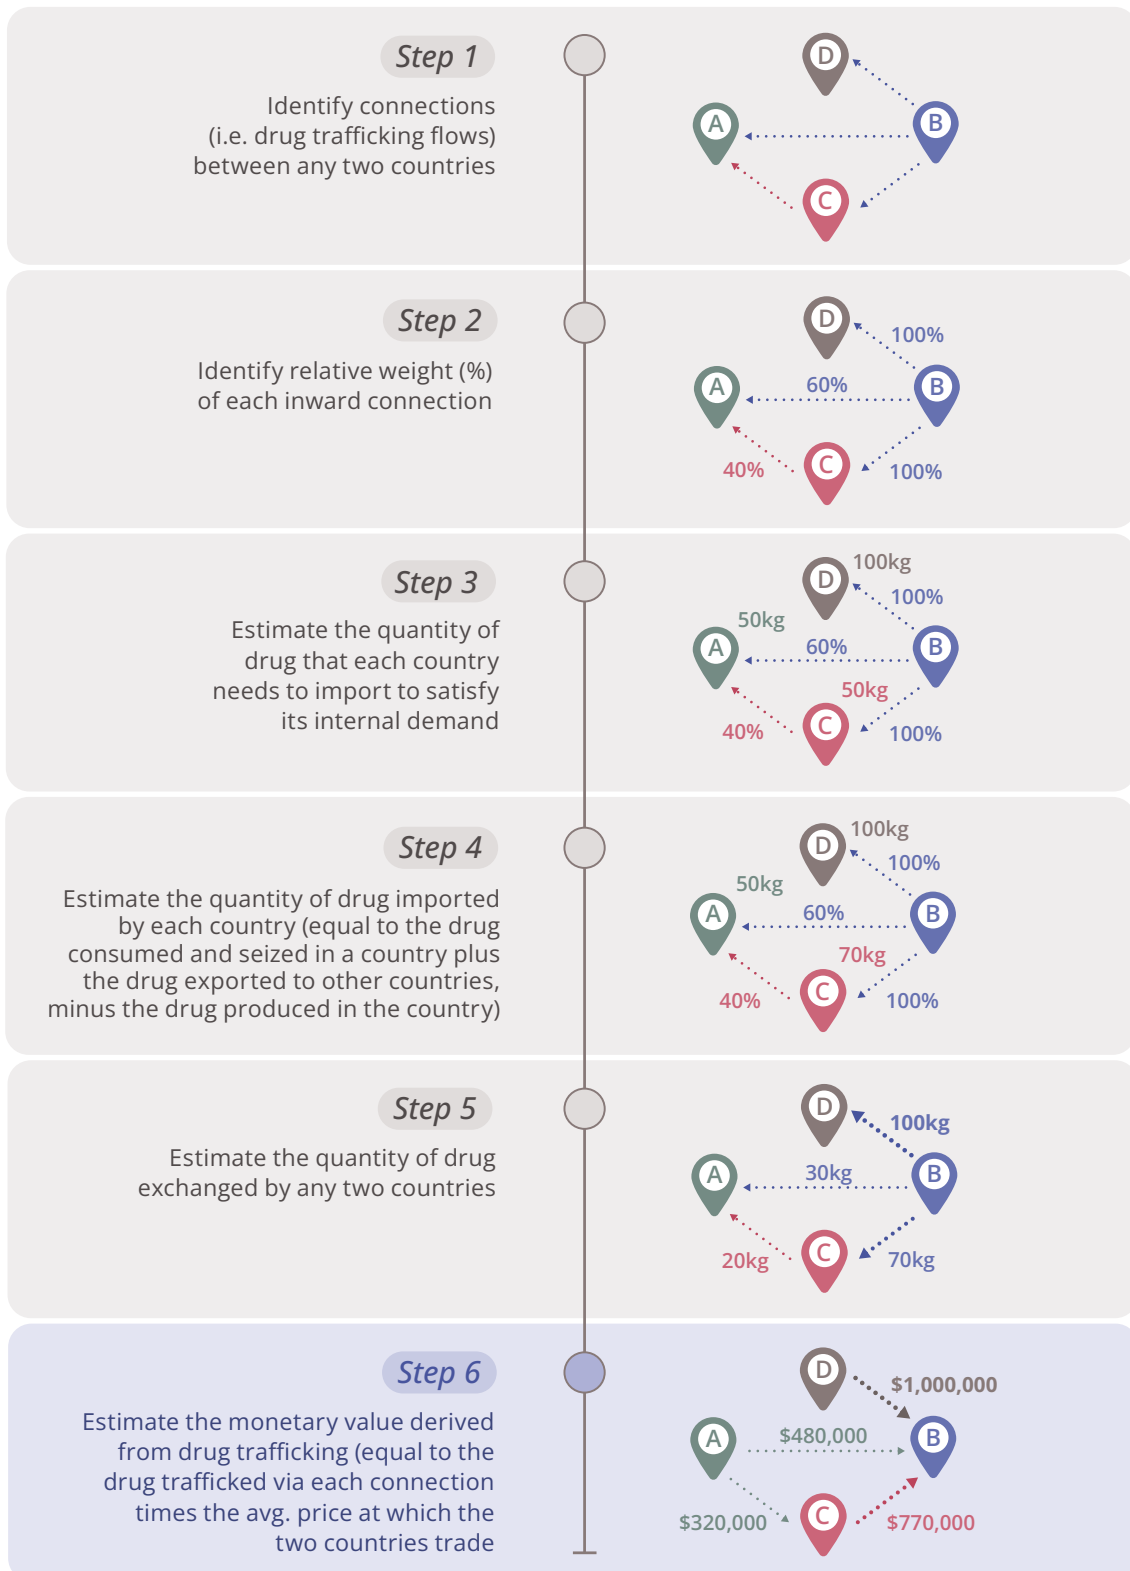 Step 1
Identify connections
(i.e. drug trafficking flows)
between any two countries
D
A
B
C
Step 2
Identify relative weight (%)
of each inward connection
D
100%
A
60%
B
C
40%
100%
Step 3
Estimate the quantity of
drug that each country
needs to import to satisfy
its internal demand
D
100kg
100%
50kg
A
60%
B
50kg
C
40%
100%
Step 4
Estimate the quantity of drug imported
by each country (equal to the drug
consumed and seized in a country plus
the drug exported to other countries,
minus the drug produced in the country)
D
100kg
100%
50kg
A
60%
B
70kg
C
40%
100%
Step 5
Estimate the quantity of drug
exchanged by any two countries
D
100kg
A
30kg
B
C
20kg
70kg
Step 6
Estimate the monetary value derived
from drug trafficking (equal to the
drug trafficked via each connection
times the avg. price at which the
two countries trade
D
$1,000,000
A
$480,000
B
C
$320,000
$770,000